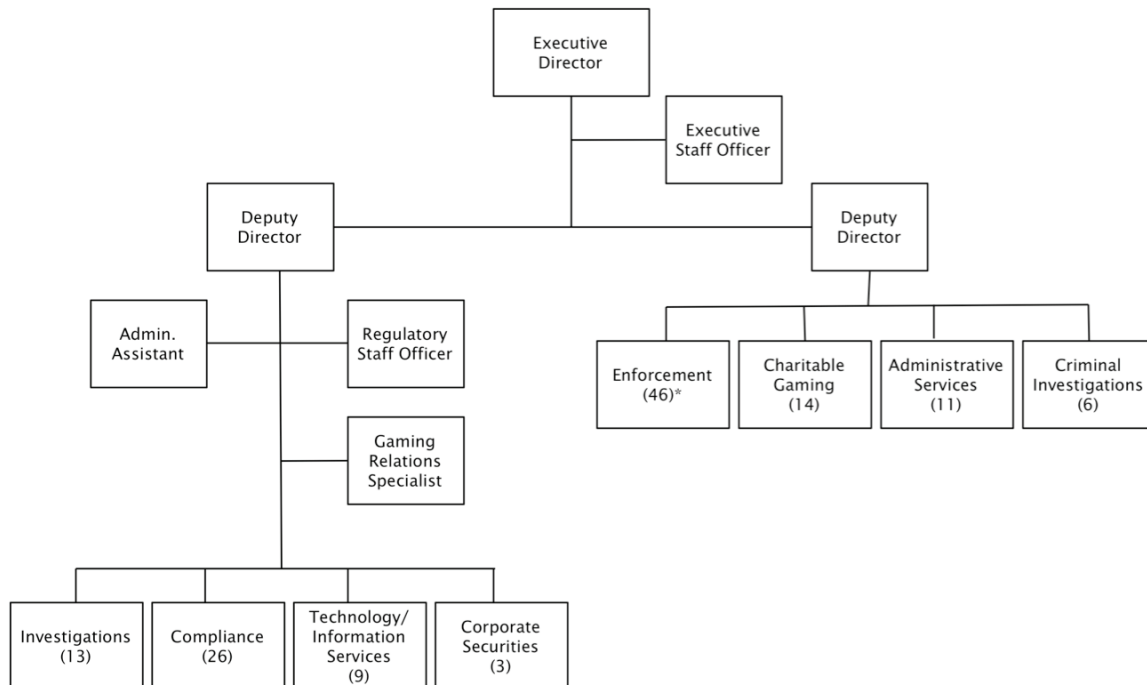 Executive
Director
Executive
Staff Officer
Deputy
Director
Deputy
Director
Admin.
Assistant
Regulatory
Staff Officer
Enforcement
(46)*
Charitable
Gaming
(14)
Administrative
Services
(11)
Criminal
Investigations
(6)
Gaming
Relations
Specialist
Investigations
(13)
Compliance
(26)
Technology/
Information
Services
(9)
Corporate
Securities
(3)